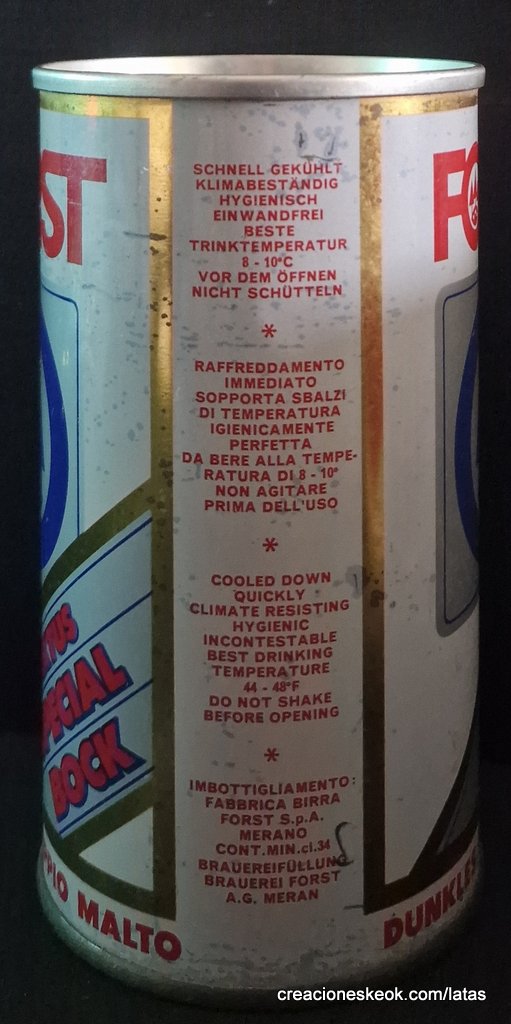 SCHNELL GEKÜHLT
KLIMABESTÄNDIG
HYGIENISCH
EINWANDFREI
BESTE
TRINKTEMPERATUR
8 - 10°C
VOR DEM ÖFFNEN
NICHT SCHÜTTELN
*
RAFFREDDAMENTO
IMMEDIATO
SOPPORTA SBALZI
DI TEMPERATURA
IGIENICAMENTE
PERFETTA
DA BERE ALLA TEMPE-
RATURA DI 8 - 10°
NON AGITARE
PRIMA DELL'USO
*
COOLED DOWN
QUICKLY
CLIMATE RESISTING
HYGIENIC
INCONTESTABLE
BEST DRINKING
TEMPERATURE
44 - 48°F
DO NOT SHAKE
BEFORE OPENING
*
IMBOTTIGLIAMENTO:
FABBRICA BIRRA
FORST S.p.A.
MERANO
CONT.MIN.cl.34
BRAUEREIFÜLLUNG
BRAUEREI FORST
A.G. MERAN
ST
TUS
PECIAL
BOCK
PPIO MALTO
FO
DUNKLES
creacioneskeok.com/latas